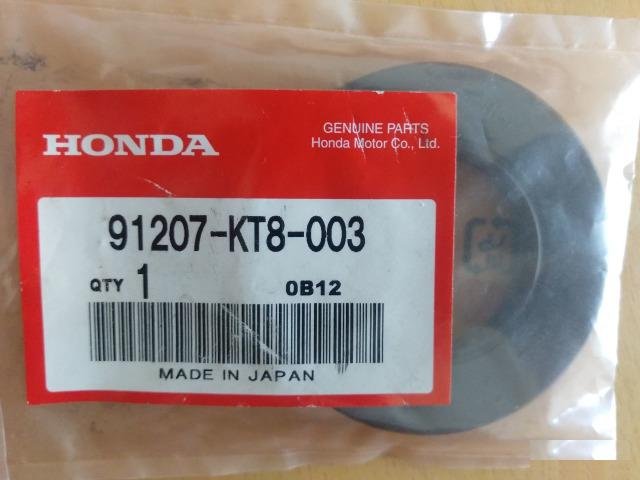 HONDA
GENUINE PARTS
Honda Motor Co., Ltd.
91207-KT8-003
QTY 1
0B12
MADE IN JAPAN